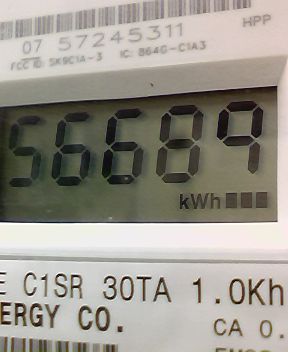 HPP
07 57245311
FCC ID: SK9C1A-3 IC: 864G-C1A3
56689
kWh
E C1SR 30TA 1.0Kh
ERGY CO.
CA 0.